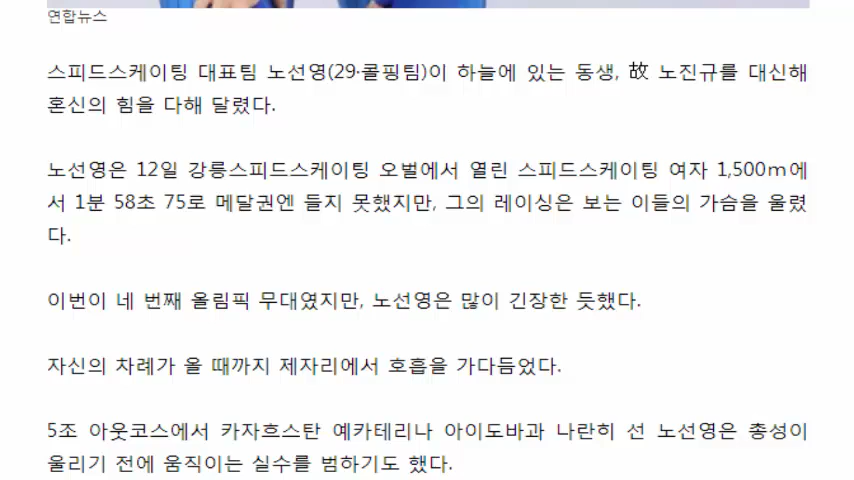 연합뉴스
스피드스케이팅 대표팀 노선영(29·콜핑팀)이 하늘에 있는 동생, 故 노진규를 대신해
혼신의 힘을 다해 달렸다.
노선영은 12일 강릉스피드스케이팅 오벌에서 열린 스피드스케이팅 여자 1,500m에
서 1분 58초 75로 메달권엔 들지 못했지만, 그의 레이싱은 보는 이들의 가슴을 울렸
다.
이번이 네 번째 올림픽 무대였지만, 노선영은 많이 긴장한 듯했다.
자신의 차례가 올 때까지 제자리에서 호흡을 가다듬었다.
5조 아웃코스에서 카자흐스탄 예카테리나 아이도바과 나란히 선 노선영은 총성이
울리기 전에 움직이는 실수를 범하기도 했다.